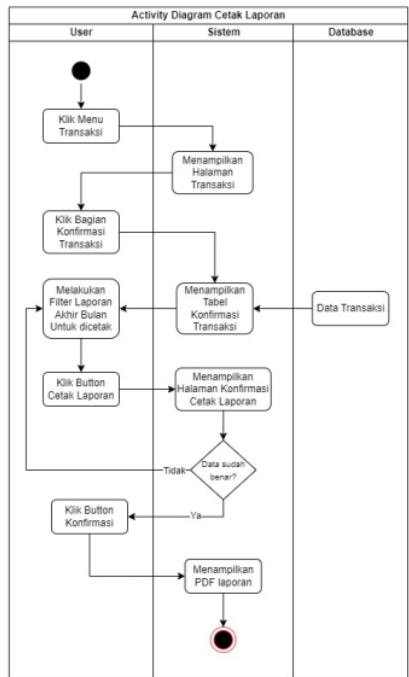 Activity Diagram Cetak Laporan
User
Sistem
Database
Klik Menu
Transaksi
Menampilkan
Halaman
Transaksi
Klik Bagian
Konfirmasi
Transaksi
Melakukan
Filter Laporan
Akhir Bulan
Untuk dicetak
Menampilkan
Tabel
Konfirmasi
Transaksi
Data Transaksi
Klik Button
Cetak Laporan
Menampilkan
Halaman Konfirmasi
Cetak Laporan
Data sudah
benar?
Tidak
Ya
Klik Button
Konfirmasi
Menampilkan
PDF laporan